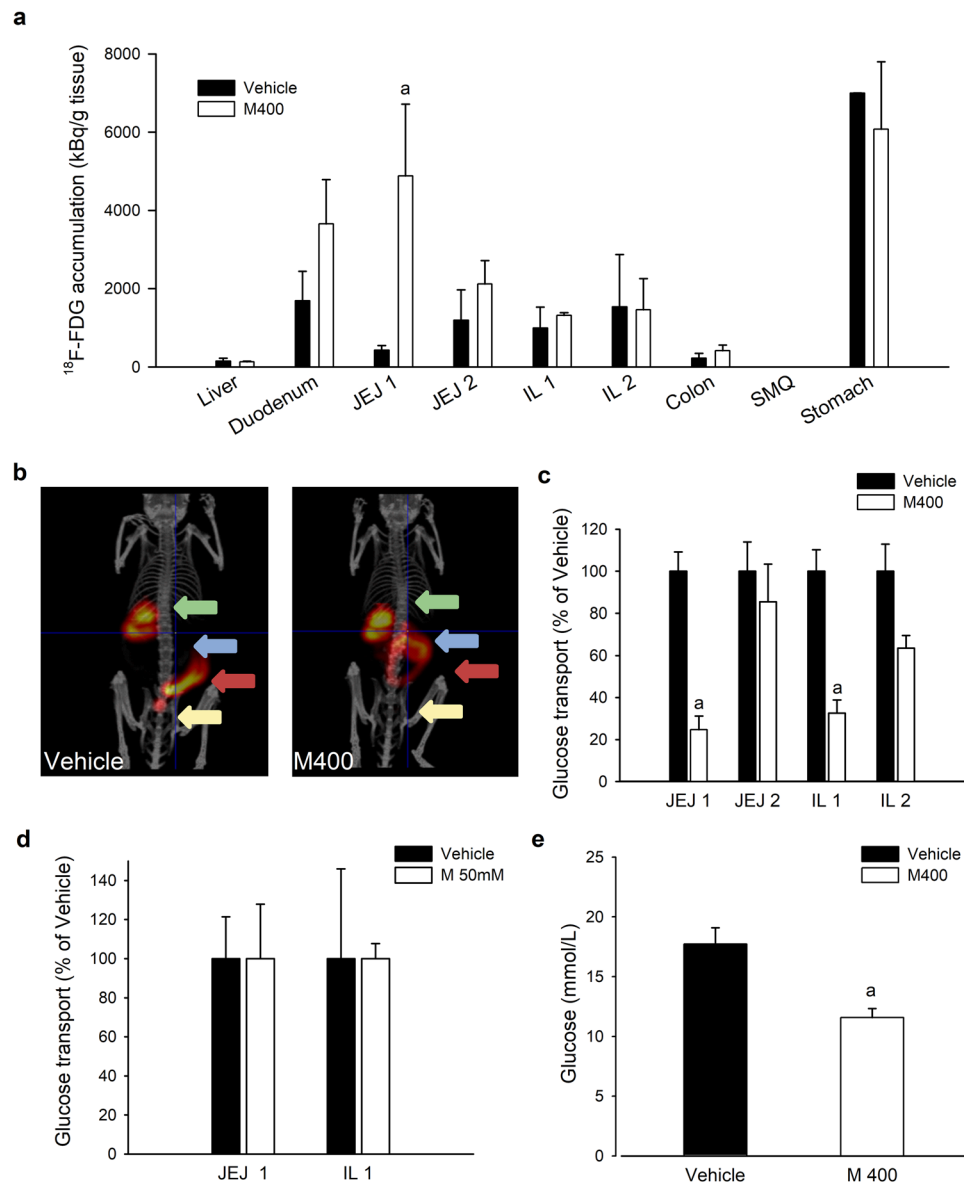 a
¹⁸F-FDG accumulation (kBq/g tissue)
8000
6000
4000
2000
0
Vehicle
M400
a
Liver
Duodenum
JEJ 1
JEJ 2
IL 1
IL 2
Colon
SMQ
Stomach
b
Vehicle
M400
c
Vehicle
M400
Glucose transport (% of Vehicle)
120
100
80
60
40
20
0
a
a
JEJ 1
JEJ 2
IL 1
IL 2
d
Vehicle
M 50mM
Glucose transport (% of Vehicle)
140
120
100
80
60
40
20
0
JEJ 1
IL 1
e
Vehicle
M400
Glucose (mmol/L)
25
20
15
10
5
0
a
Vehicle
M 400